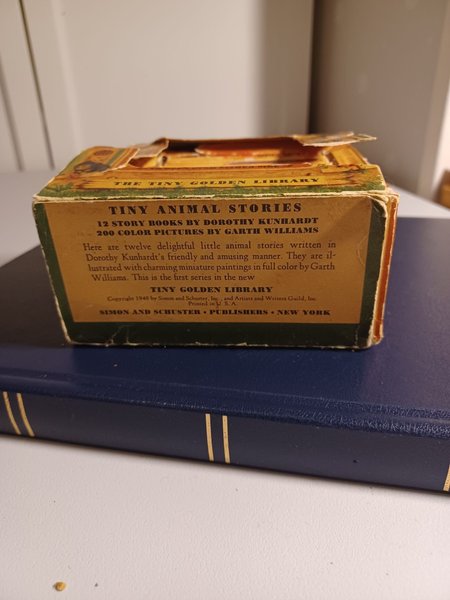 THE TINY GOLDEN LIBRARY
TINY ANIMAL STORIES
12 STORY BOOKS BY DOROTHY KUNHARDT
200 COLOR PICTURES BY GARTH WILLIAMS
Here are twelve delightful little animal stories written in
Dorothy Kunhardt's friendly and amusing manner. They are il-
lustrated with charming miniature paintings in full color by Garth
Williams. This is the first series in the new
TINY GOLDEN LIBRARY
Copyright 1948 by Simon and Schuster, Inc., and Artists and Writers Guild, Inc.
Printed in U. S. A.
SIMON AND SCHUSTER • PUBLISHERS • NEW YORK